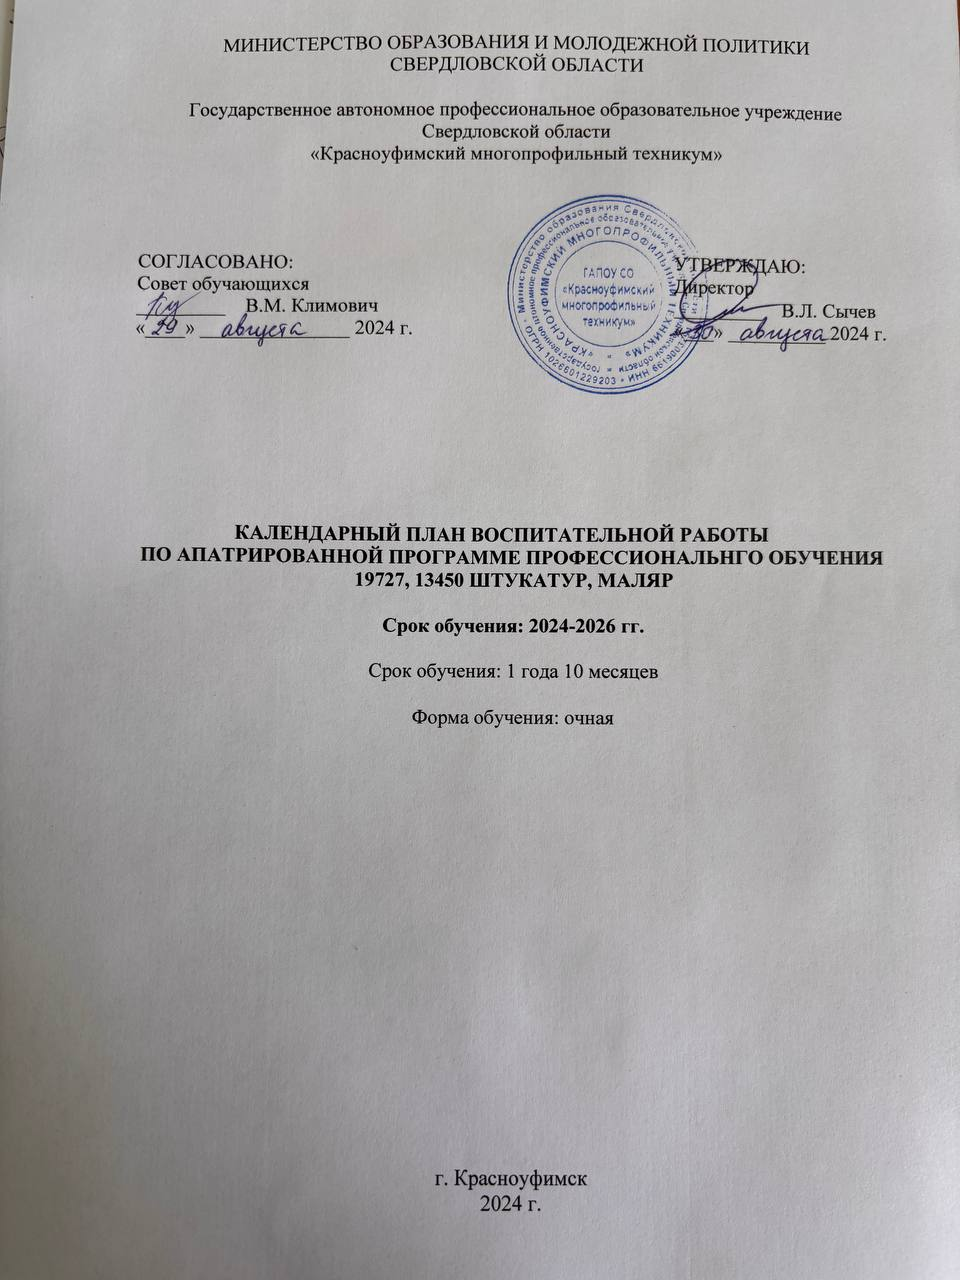 МИНИСТЕРСТВО ОБРАЗОВАНИЯ И МОЛОДЕЖНОЙ ПОЛИТИКИ
СВЕРДЛОВСКОЙ ОБЛАСТИ
Государственное автономное профессиональное образовательное учреждение
Свердловской области
«Красноуфимский многопрофильный техникум»
СОГЛАСОВАНО:
Совет обучающихся
В.М. Климович
«29» августа 2024 г.
ГАПОУ СО
«Красноуфимский
многопрофильный
техникум»
УТВЕРЖДАЮ:
Директор
В.Л. Сычев
«30» августа 2024 г.
КАЛЕНДАРНЫЙ ПЛАН ВОСПИТАТЕЛЬНОЙ РАБОТЫ
ПО АПАТРИРОВАННОЙ ПРОГРАММЕ ПРОФЕССИОНАЛЬНГО ОБУЧЕНИЯ
19727, 13450 ШТУКАТУР, МАЛЯР
Срок обучения: 2024-2026 гг.
Срок обучения: 1 года 10 месяцев
Форма обучения: очная
г. Красноуфимск
2024 г.